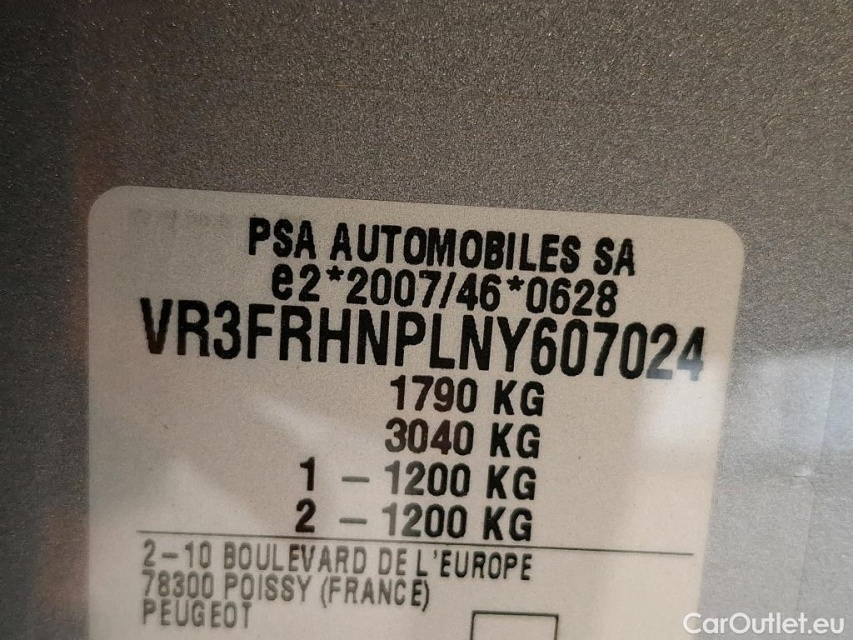 PSA AUTOMOBILES SA
e2*2007/46*0628
VR3FRHNPLNY607024
1790 KG
3040 KG
1 - 1200 KG
2 - 1200 KG
2-10 BOULEVARD DE L'EUROPE
78300 POISSY (FRANCE)
PEUGEOT
CarOutlet.eu